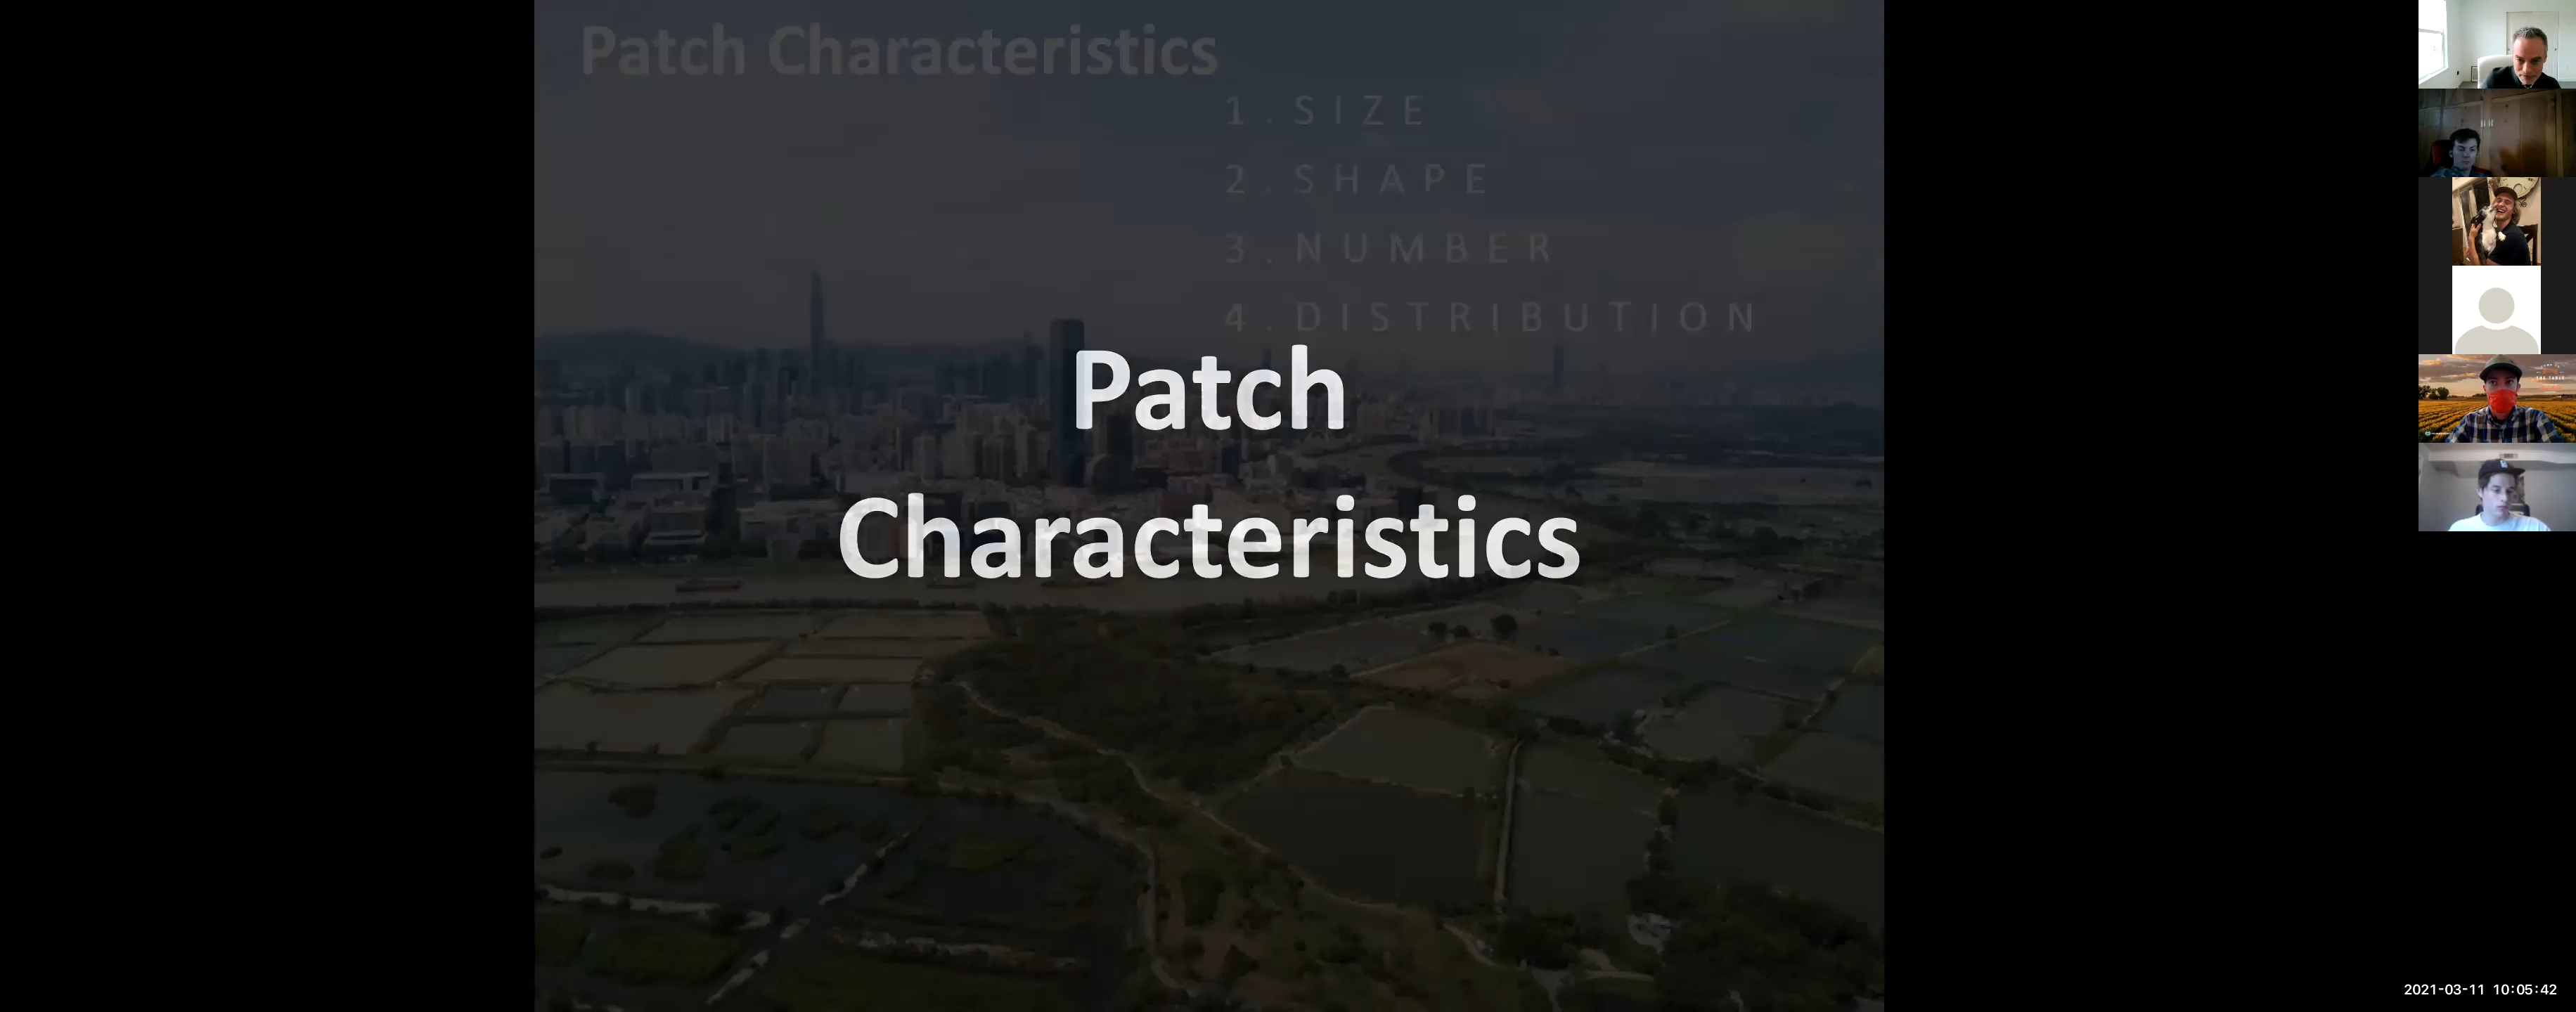 Patch Characteristics
1. SIZE
2. SHAPE
3. NUMBER
4. DISTRIBUTION
Patch
Characteristics
2021-03-11 10:05:42